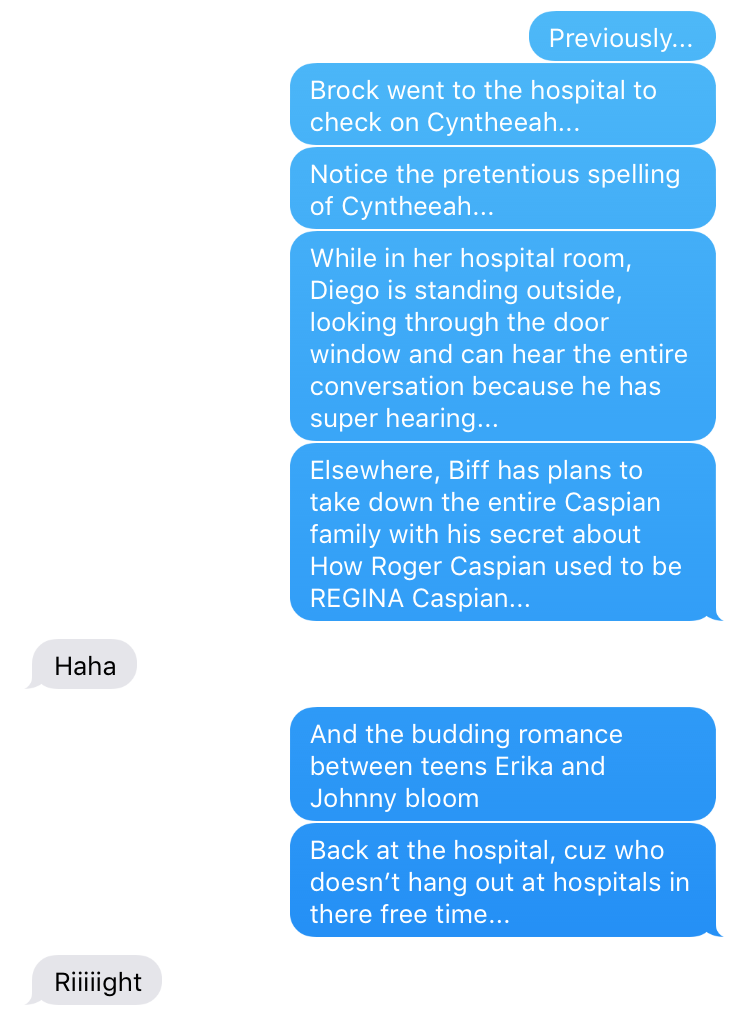 Previously...
Brock went to the hospital to
check on Cyntheeah...
Notice the pretentious spelling
of Cyntheeah...
While in her hospital room,
Diego is standing outside,
looking through the door
window and can hear the entire
conversation because he has
super hearing...
Elsewhere, Biff has plans to
take down the entire Caspian
family with his secret about
How Roger Caspian used to be
REGINA Caspian...
Haha
And the budding romance
between teens Erika and
Johnny bloom
Back at the hospital, cuz who
doesn’t hang out at hospitals in
there free time...
Riiiiight